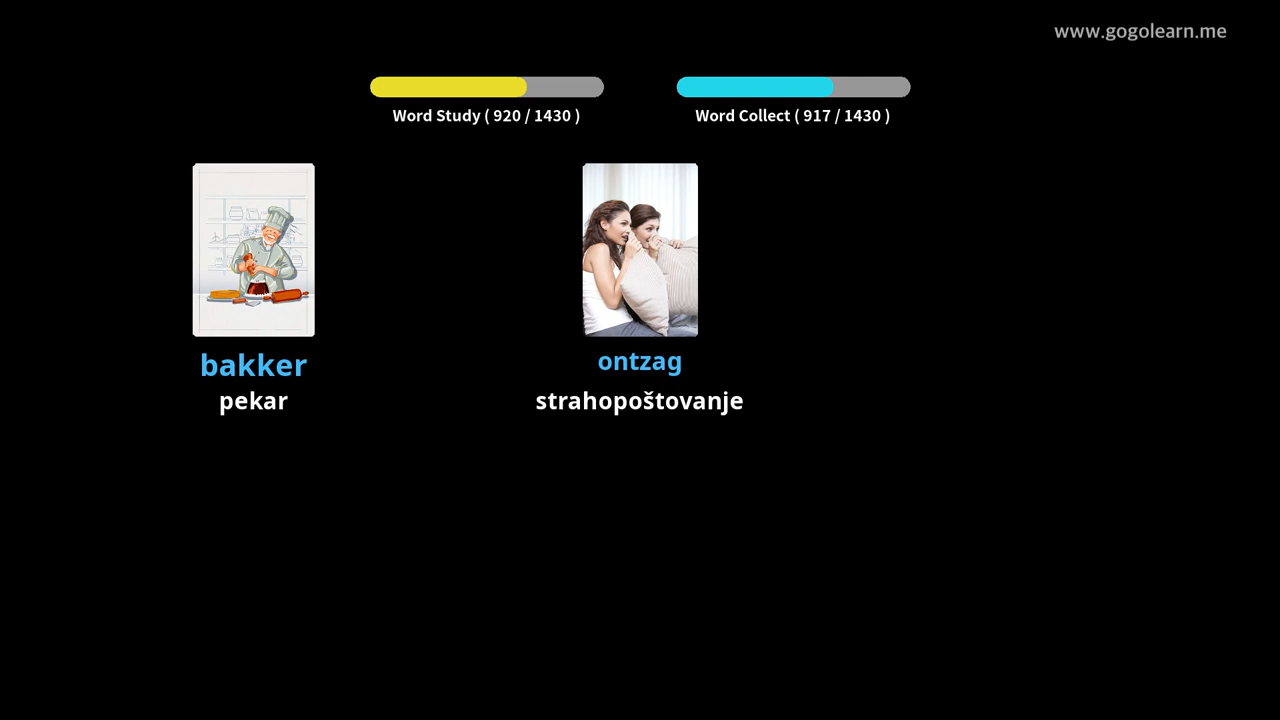 www.gogolearn.me
Word Study ( 920 / 1430 )
Word Collect ( 917 / 1430 )
bakker
pekar
ontzag
strahopoštovanje